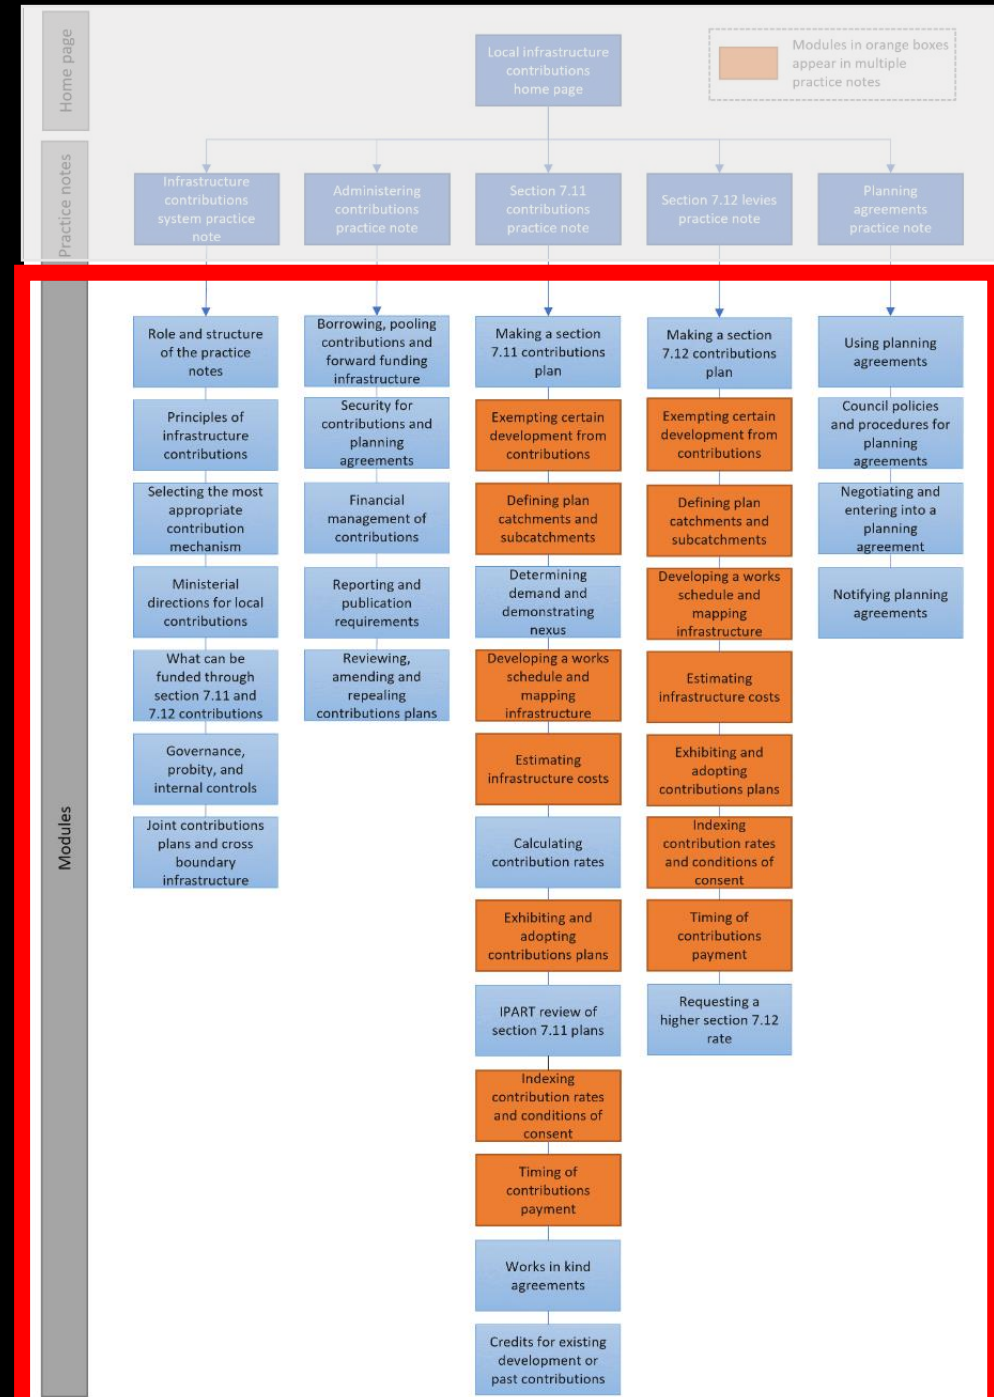 Home page
Local infrastructure
contributions
home page
Modules in orange boxes
appear in multiple
practice notes
Practice notes
Infrastructure
contributions
system practice
note
Administering
contributions
practice note
Section 7.11
contributions
practice note
Section 7.12 levies
practice note
Planning
agreements
practice note
Modules
Role and structure
of the practice
notes
Principles of
infrastructure
contributions
Selecting the most
appropriate
contribution
mechanism
Ministerial
directions for local
contributions
What can be
funded through
section 7.11 and
7.12 contributions
Governance,
probity, and
internal controls
Joint contributions
plans and cross
boundary
infrastructure
Borrowing, pooling
contributions and
forward funding
infrastructure
Security for
contributions and
planning
agreements
Financial
management of
contributions
Reporting and
publication
requirements
Reviewing,
amending and
repealing
contributions plans
Making a section
7.11 contributions
plan
Exempting certain
development from
contributions
Defining plan
catchments and
subcatchments
Determining
demand and
demonstrating
nexus
Developing a works
schedule and
mapping
infrastructure
Estimating
infrastructure costs
Calculating
contribution rates
Exhibiting and
adopting
contributions plans
IPART review of
section 7.11 plans
Indexing
contribution rates
and conditions of
consent
Timing of
contributions
payment
Works in kind
agreements
Credits for existing
development or
past contributions
Making a section
7.12 contributions
plan
Exempting certain
development from
contributions
Defining plan
catchments and
subcatchments
Developing a works
schedule and
mapping
infrastructure
Estimating
infrastructure costs
Exhibiting and
adopting
contributions plans
Indexing
contribution rates
and conditions of
consent
Timing of
contributions
payment
Requesting a
higher section 7.12
rate
Using planning
agreements
Council policies
and procedures for
planning
agreements
Negotiating and
entering into a
planning
agreement
Notifying planning
agreements